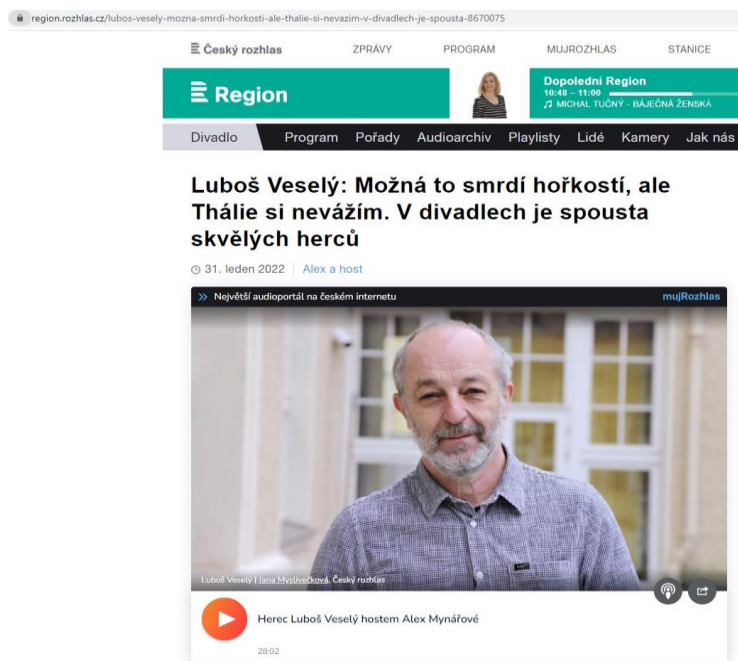 region.rozhlas.cz/lubos-vesely-mozna-smrdi-horkosti-ale-thalie-si-nevazim-v-divadlech-je-spousta-8670075
Český rozhlas ZPRÁVY PROGRAM MUJROZHLAS STANICE
Region
Dopolední Region
10:48 – 11:00
MICHAL TUČNÝ - BÁJEČNÁ ŽENSKÁ
Divadlo Program Pořady Audioarchiv Playlisty Lidé Kamery Jak nás
Luboš Veselý: Možná to smrdí hořkostí, ale
Thálie si nevážím. V divadlech je spousta
skvělých herců
31. leden 2022 Alex a host
Největší audioportál na českém internetu mujRozhlas
Luboš Veselý | Jana Myslivečková, Český rozhlas
Herec Luboš Veselý hostem Alex Mynářové
28:02